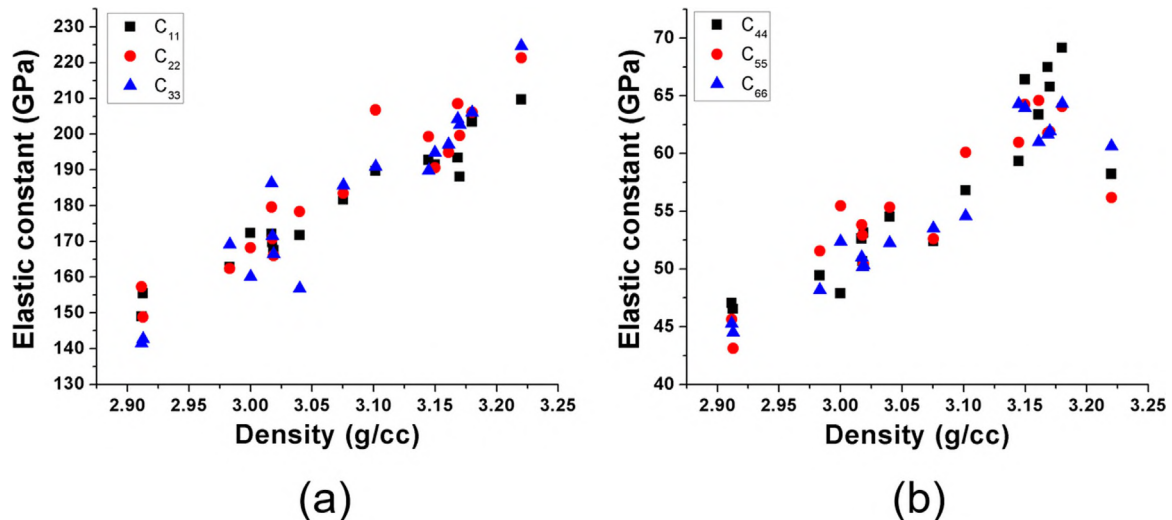 C₁₁
C₂₂
C₃₃
Elastic constant (GPa)
230
220
210
200
190
180
170
160
150
140
130
2.90 2.95 3.00 3.05 3.10 3.15 3.20 3.25
Density (g/cc)
(a)
C₄₄
C₅₅
C₆₆
Elastic constant (GPa)
70
65
60
55
50
45
40
2.90 2.95 3.00 3.05 3.10 3.15 3.20 3.25
Density (g/cc)
(b)